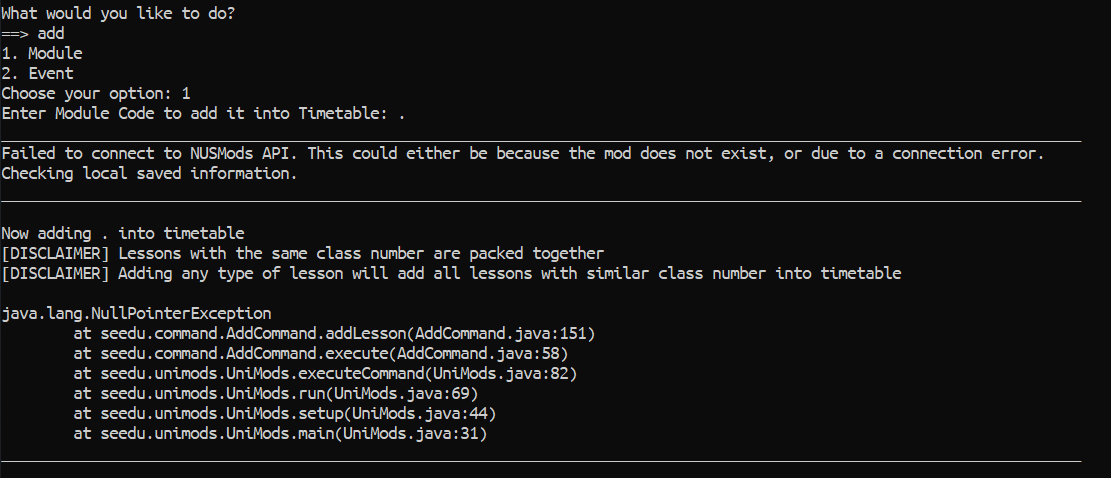 What would you like to do?
==> add
1. Module
2. Event
Choose your option: 1
Enter Module Code to add it into Timetable: .
Failed to connect to NUSMods API. This could either be because the mod does not exist, or due to a connection error.
Checking local saved information.
Now adding . into timetable
[DISCLAIMER] Lessons with the same class number are packed together
[DISCLAIMER] Adding any type of lesson will add all lessons with similar class number into timetable
java.lang.NullPointerException
at seedu.command.AddCommand.addLesson(AddCommand.java:151)
at seedu.command.AddCommand.execute(AddCommand.java:58)
at seedu.unimods.UniMods.executeCommand(UniMods.java:82)
at seedu.unimods.UniMods.run(UniMods.java:69)
at seedu.unimods.UniMods.setup(UniMods.java:44)
at seedu.unimods.UniMods.main(UniMods.java:31)